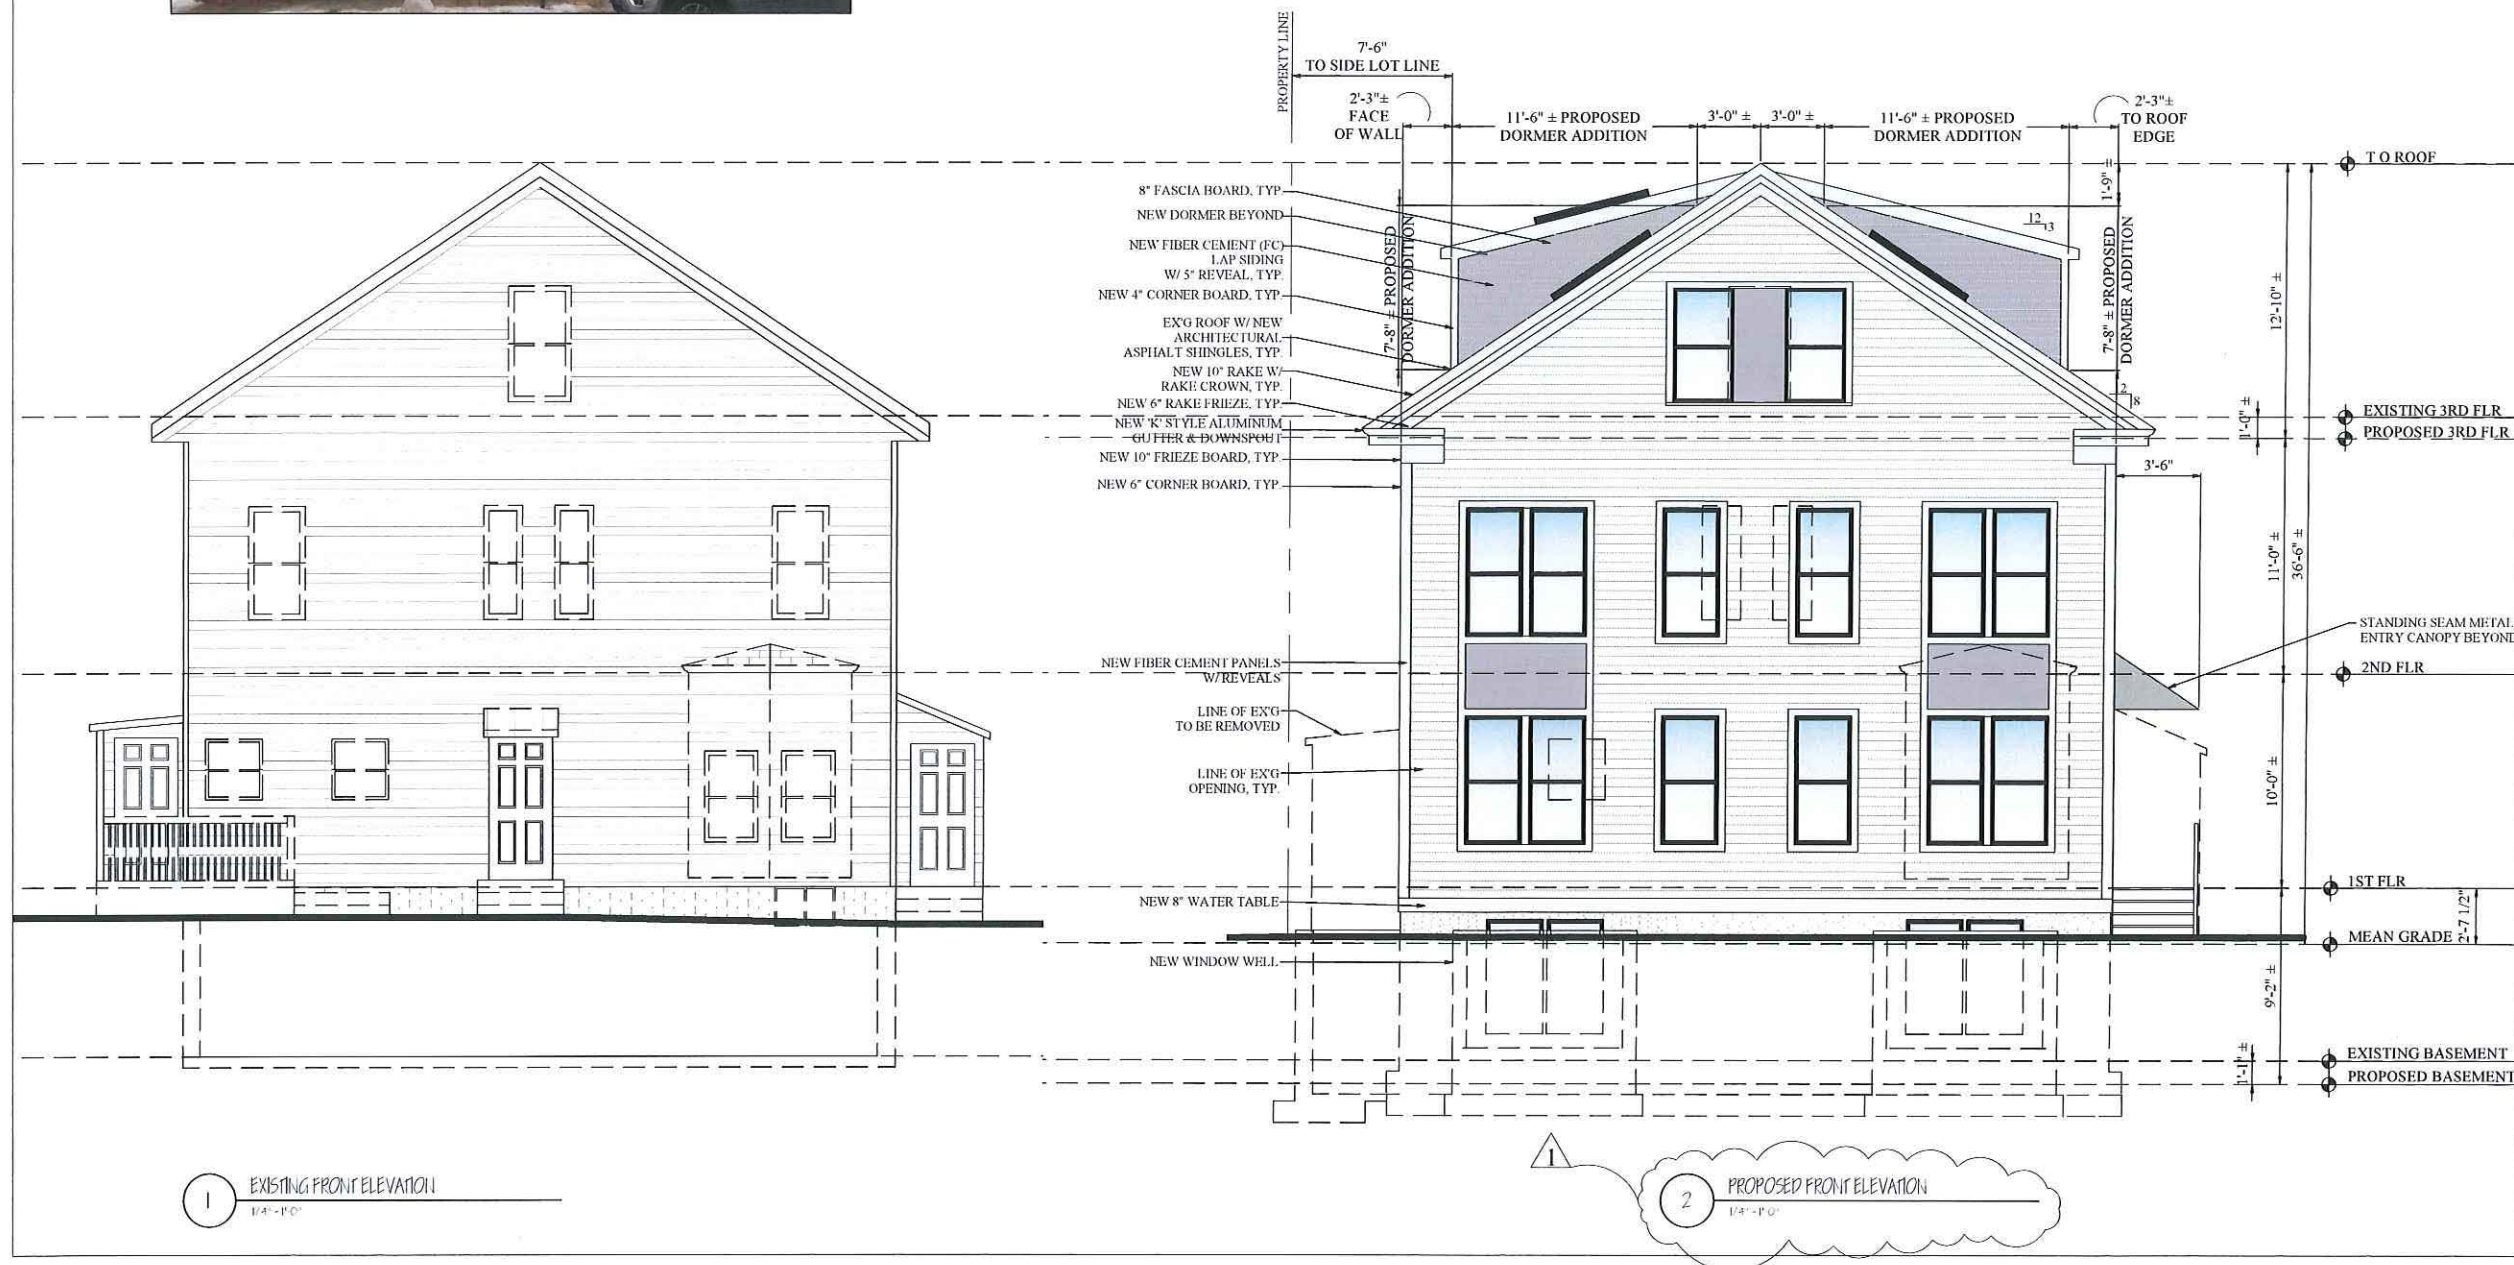 PROPERTY LINE
7'-6"
TO SIDE LOT LINE
2'-3"±
FACE
OF WALL
11'-6" ± PROPOSED
DORMER ADDITION
3'-0" ±
3'-0" ±
11'-6" ± PROPOSED
DORMER ADDITION
2'-3"±
TO ROOF
EDGE
T O ROOF
1'-9" ±
8" FASCIA BOARD, TYP
NEW DORMER BEYOND
NEW FIBER CEMENT (FC)
LAP SIDING
W/ 5" REVEAL, TYP.
NEW 4" CORNER BOARD, TYP
EX'G ROOF W/ NEW
ARCHITECTURAL
ASPHALT SHINGLES, TYP
NEW 10" RAKE W/
RAKE CROWN, TYP.
NEW 6" RAKE FRIEZE, TYP.
NEW 'K' STYLE ALUMINUM
GUTTER & DOWNSPOUT
NEW 10" FRIEZE BOARD, TYP
NEW 6" CORNER BOARD, TYP.
7'-8" ± PROPOSED
DORMER ADDITION
12
3
7'-8" ± PROPOSED
DORMER ADDITION
12'-10" ±
2
8
1'-0" ±
EXISTING 3RD FLR
PROPOSED 3RD FLR
3'-6"
11'-0" ±
36'-6" ±
STANDING SEAM METAL
ENTRY CANOPY BEYOND
2ND FLR
NEW FIBER CEMENT PANELS
W/ REVEALS
LINE OF EX'G
TO BE REMOVED
LINE OF EX'G
OPENING, TYP.
10'-0" ±
1ST FLR
NEW 8" WATER TABLE
2'-7 1/2"
MEAN GRADE
NEW WINDOW WELL
9'-2" ±
EXISTING BASEMENT
1'-1" ±
PROPOSED BASEMENT
1
EXISTING FRONT ELEVATION
1/4" - 1'-0"
1
2
PROPOSED FRONT ELEVATION
1/4" - 1'-0"